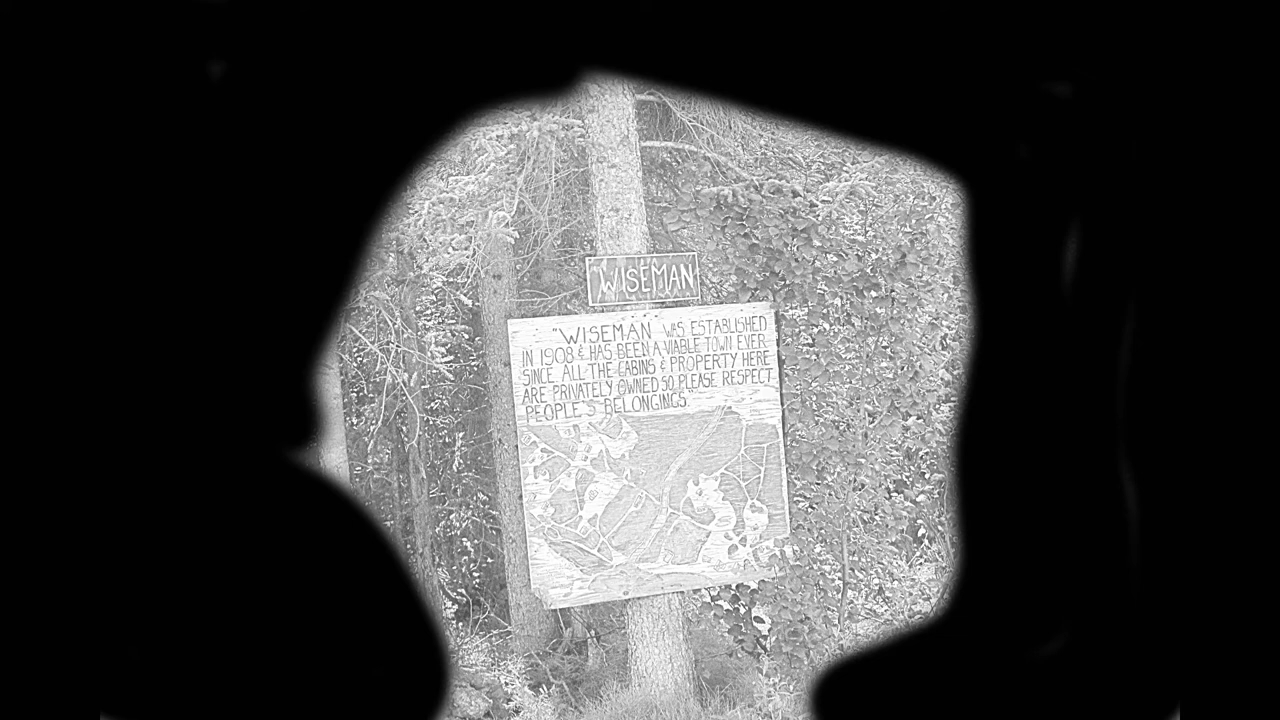 WISEMAN
"WISEMAN WAS ESTABLISHED
IN 1908 & HAS BEEN A VIABLE TOWN EVER
SINCE. ALL THE CABINS & PROPERTY HERE
ARE PRIVATELY OWNED SO PLEASE RESPECT
PEOPLE'S BELONGINGS."